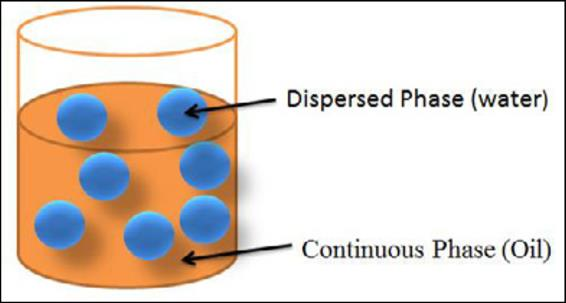 Dispersed Phase (water)
Continuous Phase (Oil)